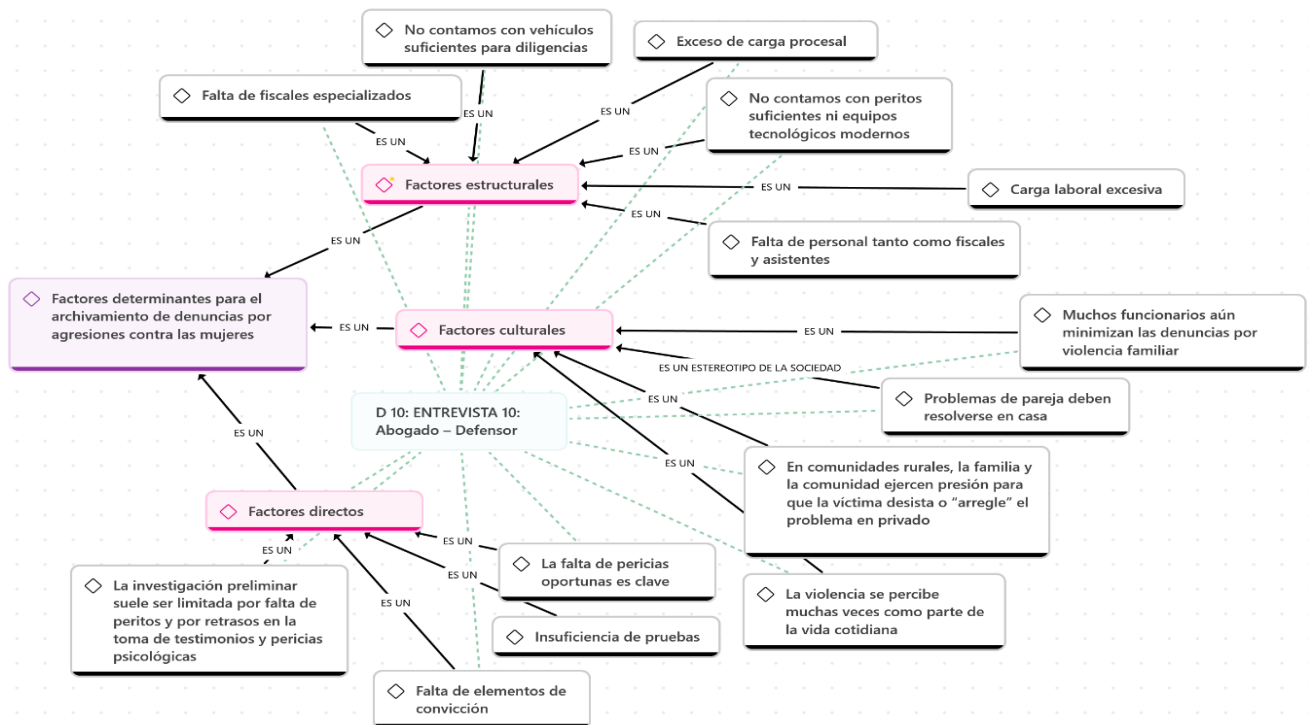 No contamos con vehículos
suficientes para diligencias
Exceso de carga procesal
Falta de fiscales especializados
No contamos con peritos
suficientes ni equipos
tecnológicos modernos
ES UN
ES UN
ES UN
ES UN
Factores estructurales
ES UN
Carga laboral excesiva
ES UN
Falta de personal tanto como fiscales
y asistentes
ES UN
Factores determinantes para el
archivamiento de denuncias por
agresiones contra las mujeres
ES UN
Factores culturales
ES UN
Muchos funcionarios aún
minimizan las denuncias por
violencia familiar
ES UN ESTEREOTIPO DE LA SOCIEDAD
Problemas de pareja deben
resolverse en casa
ES UN
D 10: ENTREVISTA 10:
Abogado – Defensor
ES UN
ES UN
En comunidades rurales, la familia y
la comunidad ejercen presión para
que la víctima desista o “arregle” el
problema en privado
Factores directos
ES UN
ES UN
La falta de pericias
oportunas es clave
La investigación preliminar
suele ser limitada por falta de
peritos y por retrasos en la
toma de testimonios y pericias
psicológicas
ES UN
ES UN
La violencia se percibe
muchas veces como parte de
la vida cotidiana
Insuficiencia de pruebas
Falta de elementos de
convicción